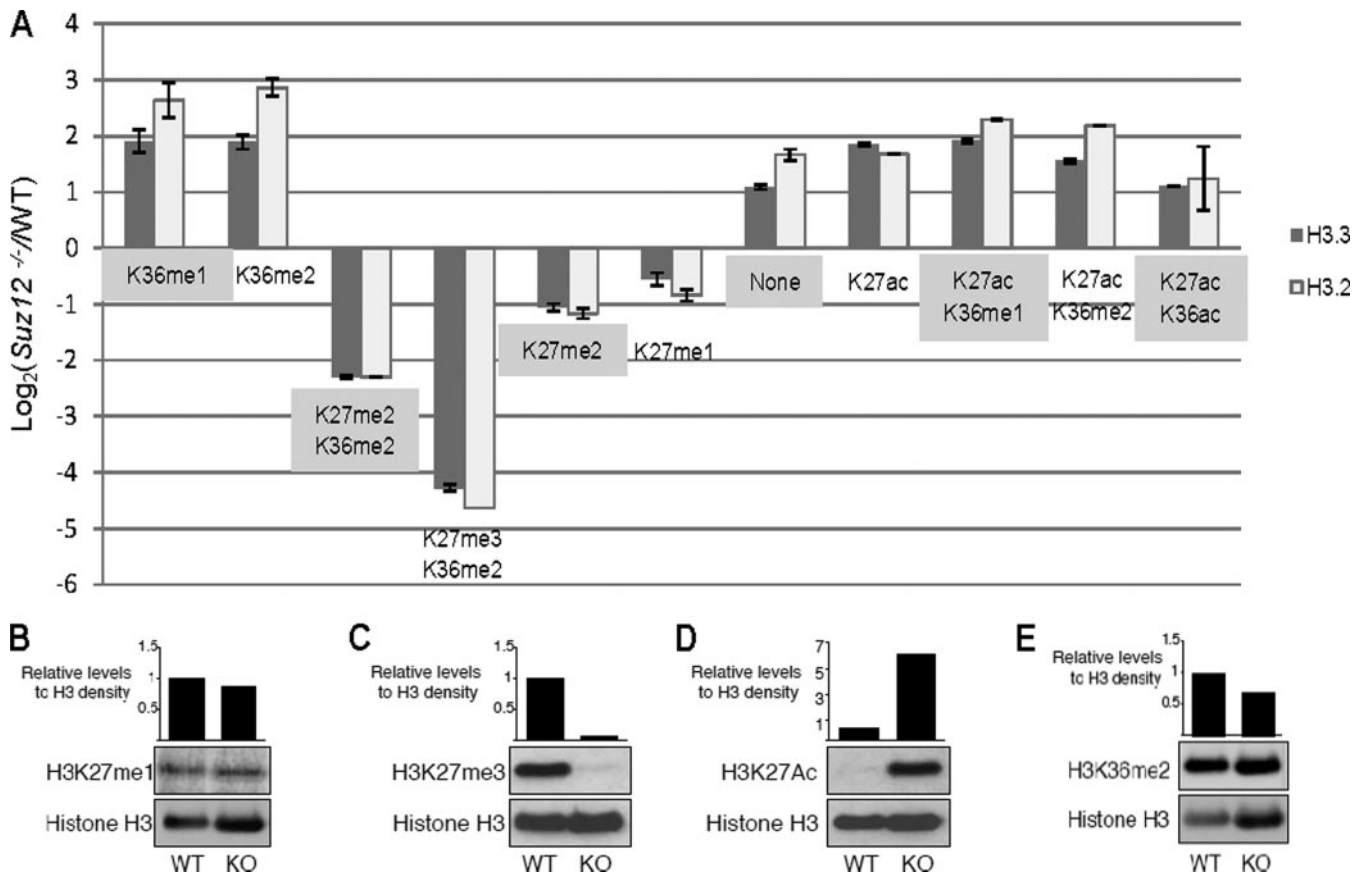 A
4
3
2
1
0
-1
-2
-3
-4
-5
-6
Log2(Suz12 -/-/WT)
K36me1
K36me2
K27me2
K36me2
K27me3
K36me2
K27me2
K27me1
None
K27ac
K27ac
K36me1
K27ac
K36me2
K27ac
K36ac
H3.3
H3.2
B
Relative levels
to H3 density
1.5
1
0.5
H3K27me1
Histone H3
WT KO
C
Relative levels
to H3 density
1.5
1
0.5
H3K27me3
Histone H3
WT KO
D
Relative levels
to H3 density
7
5
3
1
H3K27Ac
Histone H3
WT KO
E
Relative levels
to H3 density
1.5
1
0.5
H3K36me2
Histone H3
WT KO